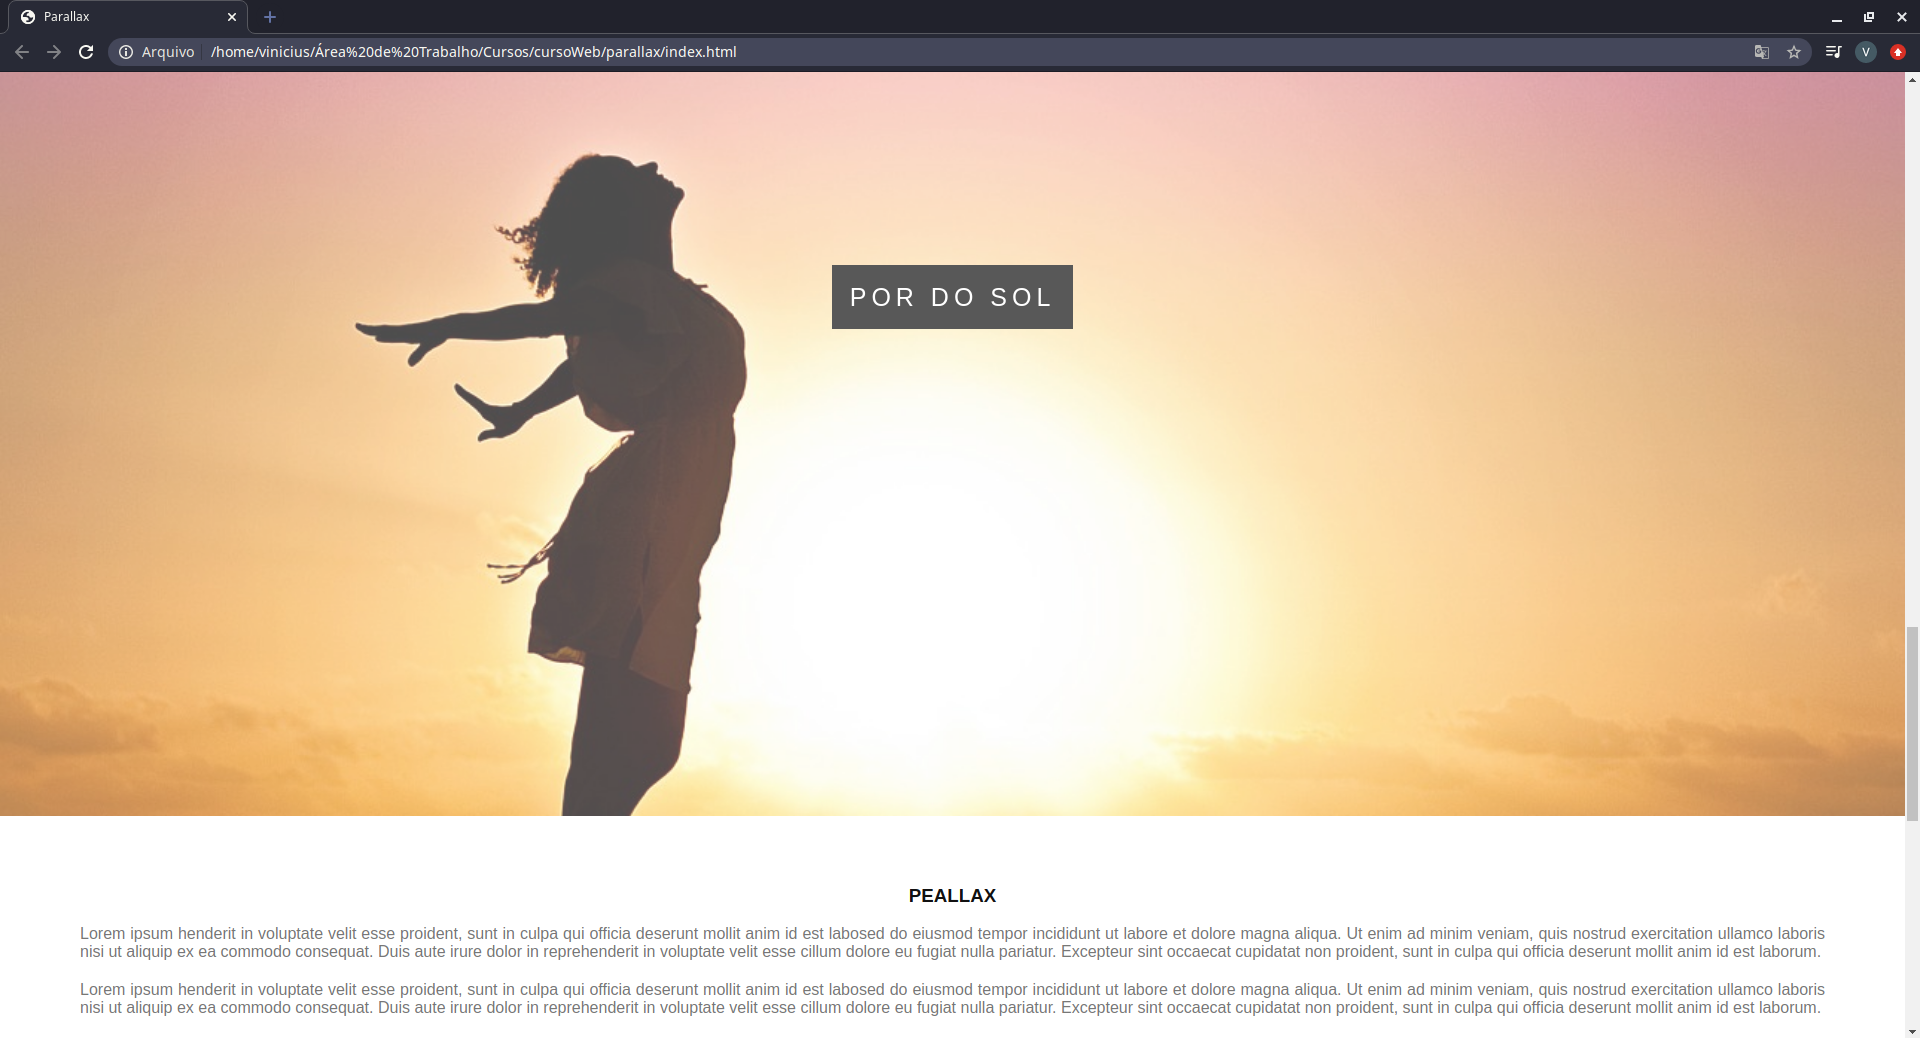 Parallax
Arquivo /home/vinicius/Área%20de%20Trabalho/Cursos/cursoWeb/parallax/index.html
V
POR DO SOL
PEALLAX
Lorem ipsum henderit in voluptate velit esse proident, sunt in culpa qui officia deserunt mollit anim id est labosed do eiusmod tempor incididunt ut labore et dolore magna aliqua. Ut enim ad minim veniam, quis nostrud exercitation ullamco laboris
nisi ut aliquip ex ea commodo consequat. Duis aute irure dolor in reprehenderit in voluptate velit esse cillum dolore eu fugiat nulla pariatur. Excepteur sint occaecat cupidatat non proident, sunt in culpa qui officia deserunt mollit anim id est laborum.
Lorem ipsum henderit in voluptate velit esse proident, sunt in culpa qui officia deserunt mollit anim id est labosed do eiusmod tempor incididunt ut labore et dolore magna aliqua. Ut enim ad minim veniam, quis nostrud exercitation ullamco laboris
nisi ut aliquip ex ea commodo consequat. Duis aute irure dolor in reprehenderit in voluptate velit esse cillum dolore eu fugiat nulla pariatur. Excepteur sint occaecat cupidatat non proident, sunt in culpa qui officia deserunt mollit anim id est laborum.